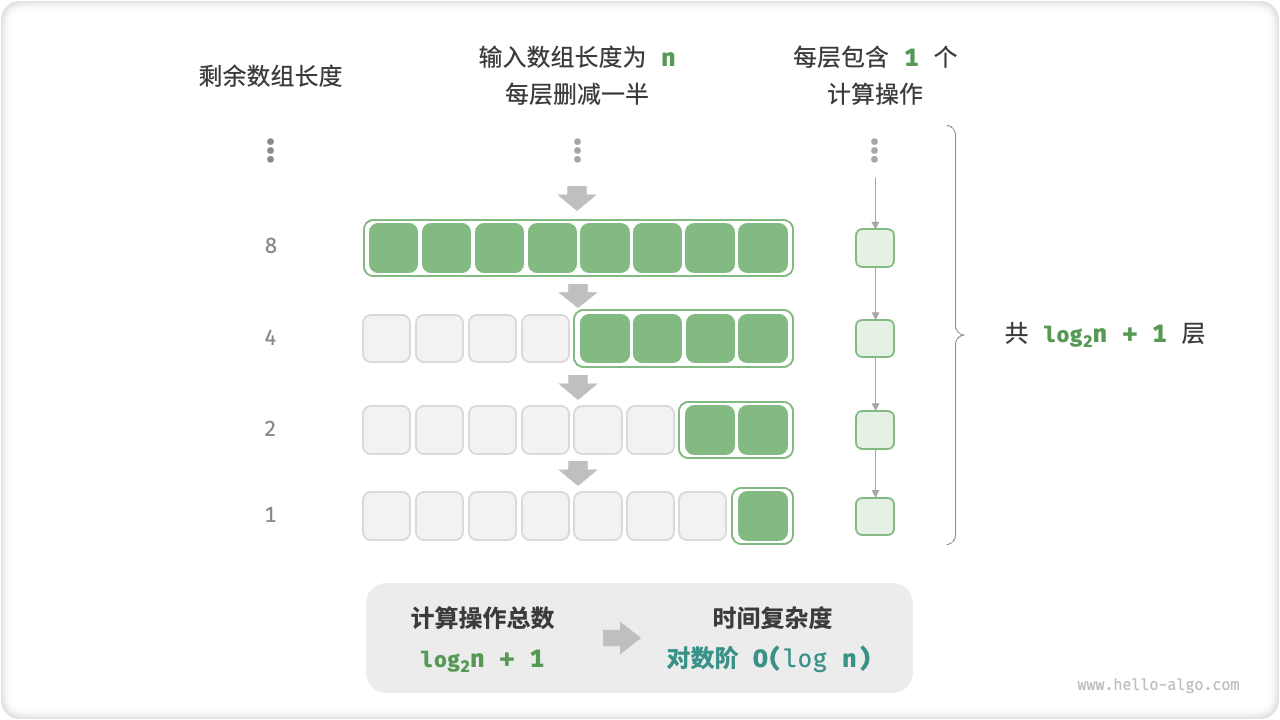 剩余数组长度
输入数组长度为 n
每层删减一半
每层包含 1 个
计算操作
8
4
2
1
共 log₂n + 1 层
计算操作总数
log₂n + 1
时间复杂度
对数阶 O(log n)
www.hello-algo.com